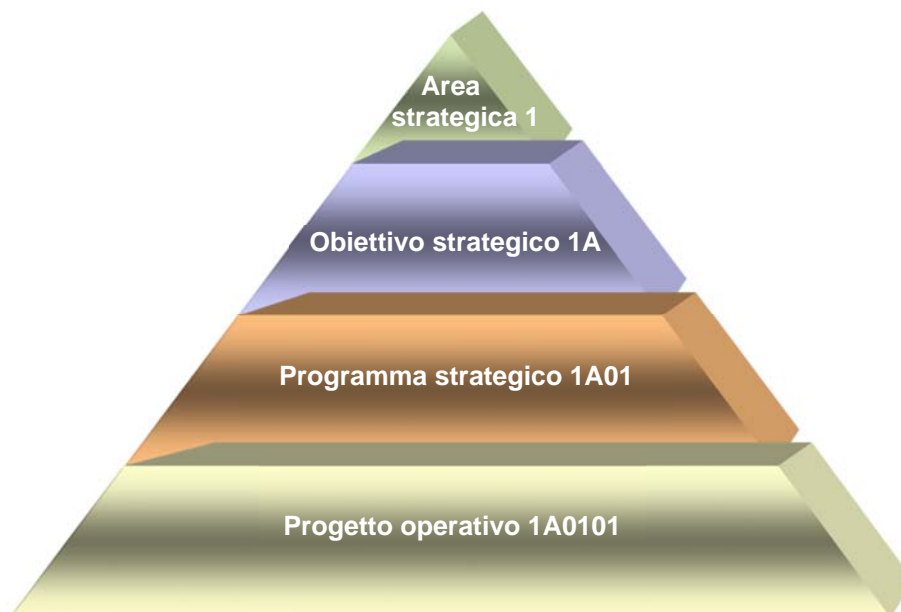 Area
strategica 1
Obiettivo strategico 1A
Programma strategico 1A01
Progetto operativo 1A0101